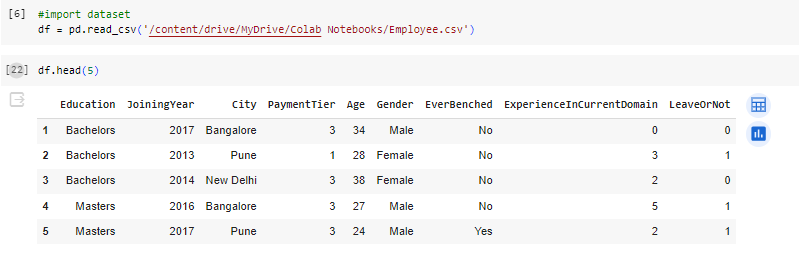 [6] #import dataset
df = pd.read_csv('/content/drive/MyDrive/Colab Notebooks/Employee.csv')
[22] df.head(5)
Education JoiningYear City PaymentTier Age Gender EverBenched ExperienceInCurrentDomain LeaveOrNot
1 Bachelors 2017 Bangalore 3 34 Male No 0 0
2 Bachelors 2013 Pune 1 28 Female No 3 1
3 Bachelors 2014 New Delhi 3 38 Female No 2 0
4 Masters 2016 Bangalore 3 27 Male No 5 1
5 Masters 2017 Pune 3 24 Male Yes 2 1